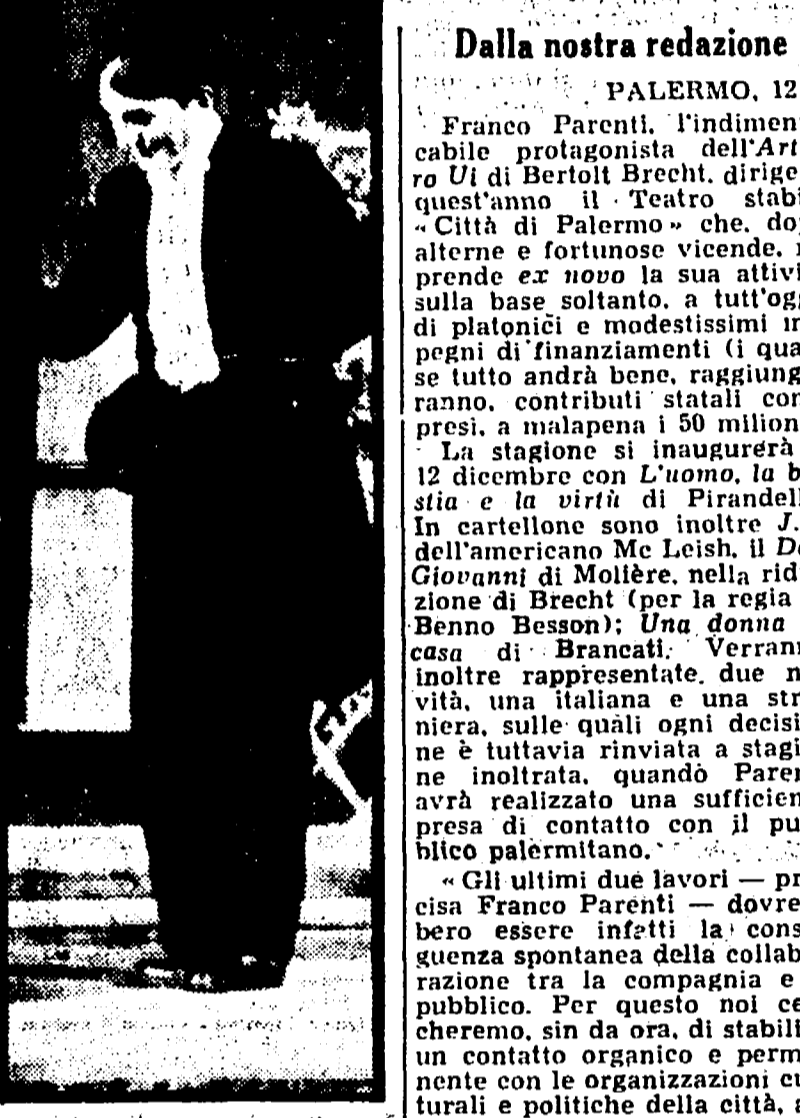 Dalla nostra redazione
PALERMO, 12
Franco Parenti, l'indimen
cabile protagonista dell'Art
ro Ui di Bertolt Brecht, dirige
quest'anno il Teatro stabi
« Città di Palermo » che, do
alterne e fortunose vicende,
prende ex novo la sua attivi
sulla base soltanto, a tutt'og
di platonici e modestissimi im
pegni di finanziamenti (i qua
se tutto andrà bene, raggiung
ranno, contributi statali com
presi, a malapena i 50 milion
La stagione si inaugurerà
12 dicembre con L'uomo, la b
stia e la virtù di Pirandell
In cartellone sono inoltre J.
dell'americano Mc Leish, il D
Giovanni di Molière, nella rid
zione di Brecht (per la regia
Benno Besson); Una donna
casa di Brancati. Verrann
inoltre rappresentate due n
vità, una italiana e una str
niera, sulle quali ogni decisi
ne è tuttavia rinviata a stagi
ne inoltrata, quando Paren
avrà realizzato una sufficien
presa di contatto con il pu
blico palermitano.
« Gli ultimi due lavori — pr
cisa Franco Parenti — dovre
bero essere infatti la cons
guenza spontanea della collab
razione tra la compagnia e
pubblico. Per questo noi ce
cheremo, sin da ora, di stabili
un contatto organico e perm
nente con le organizzazioni cu
turali e politiche della città, a